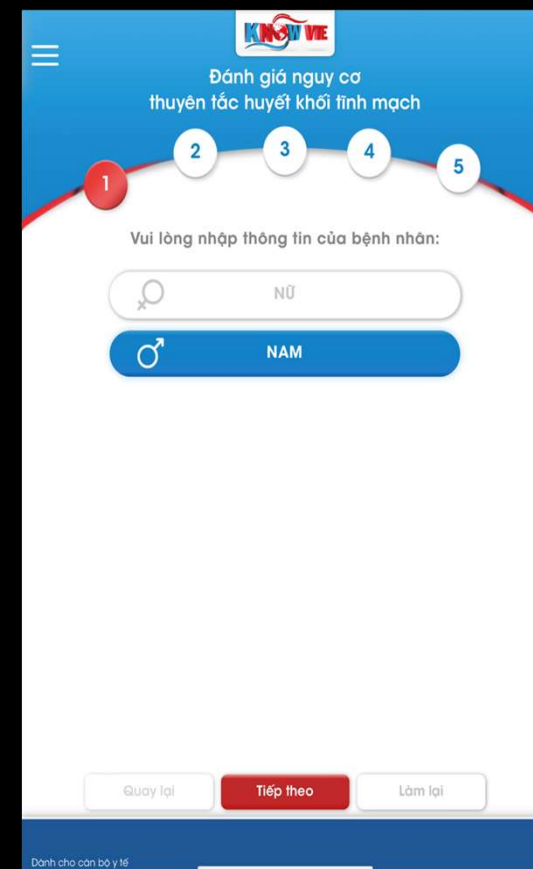 KNOW VTE
Đánh giá nguy cơ
thuyên tắc huyết khối tĩnh mạch
1
2
3
4
5
Vui lòng nhập thông tin của bệnh nhân:
NỮ
NAM
Quay lại
Tiếp theo
Làm lại
Dành cho cán bộ y tế